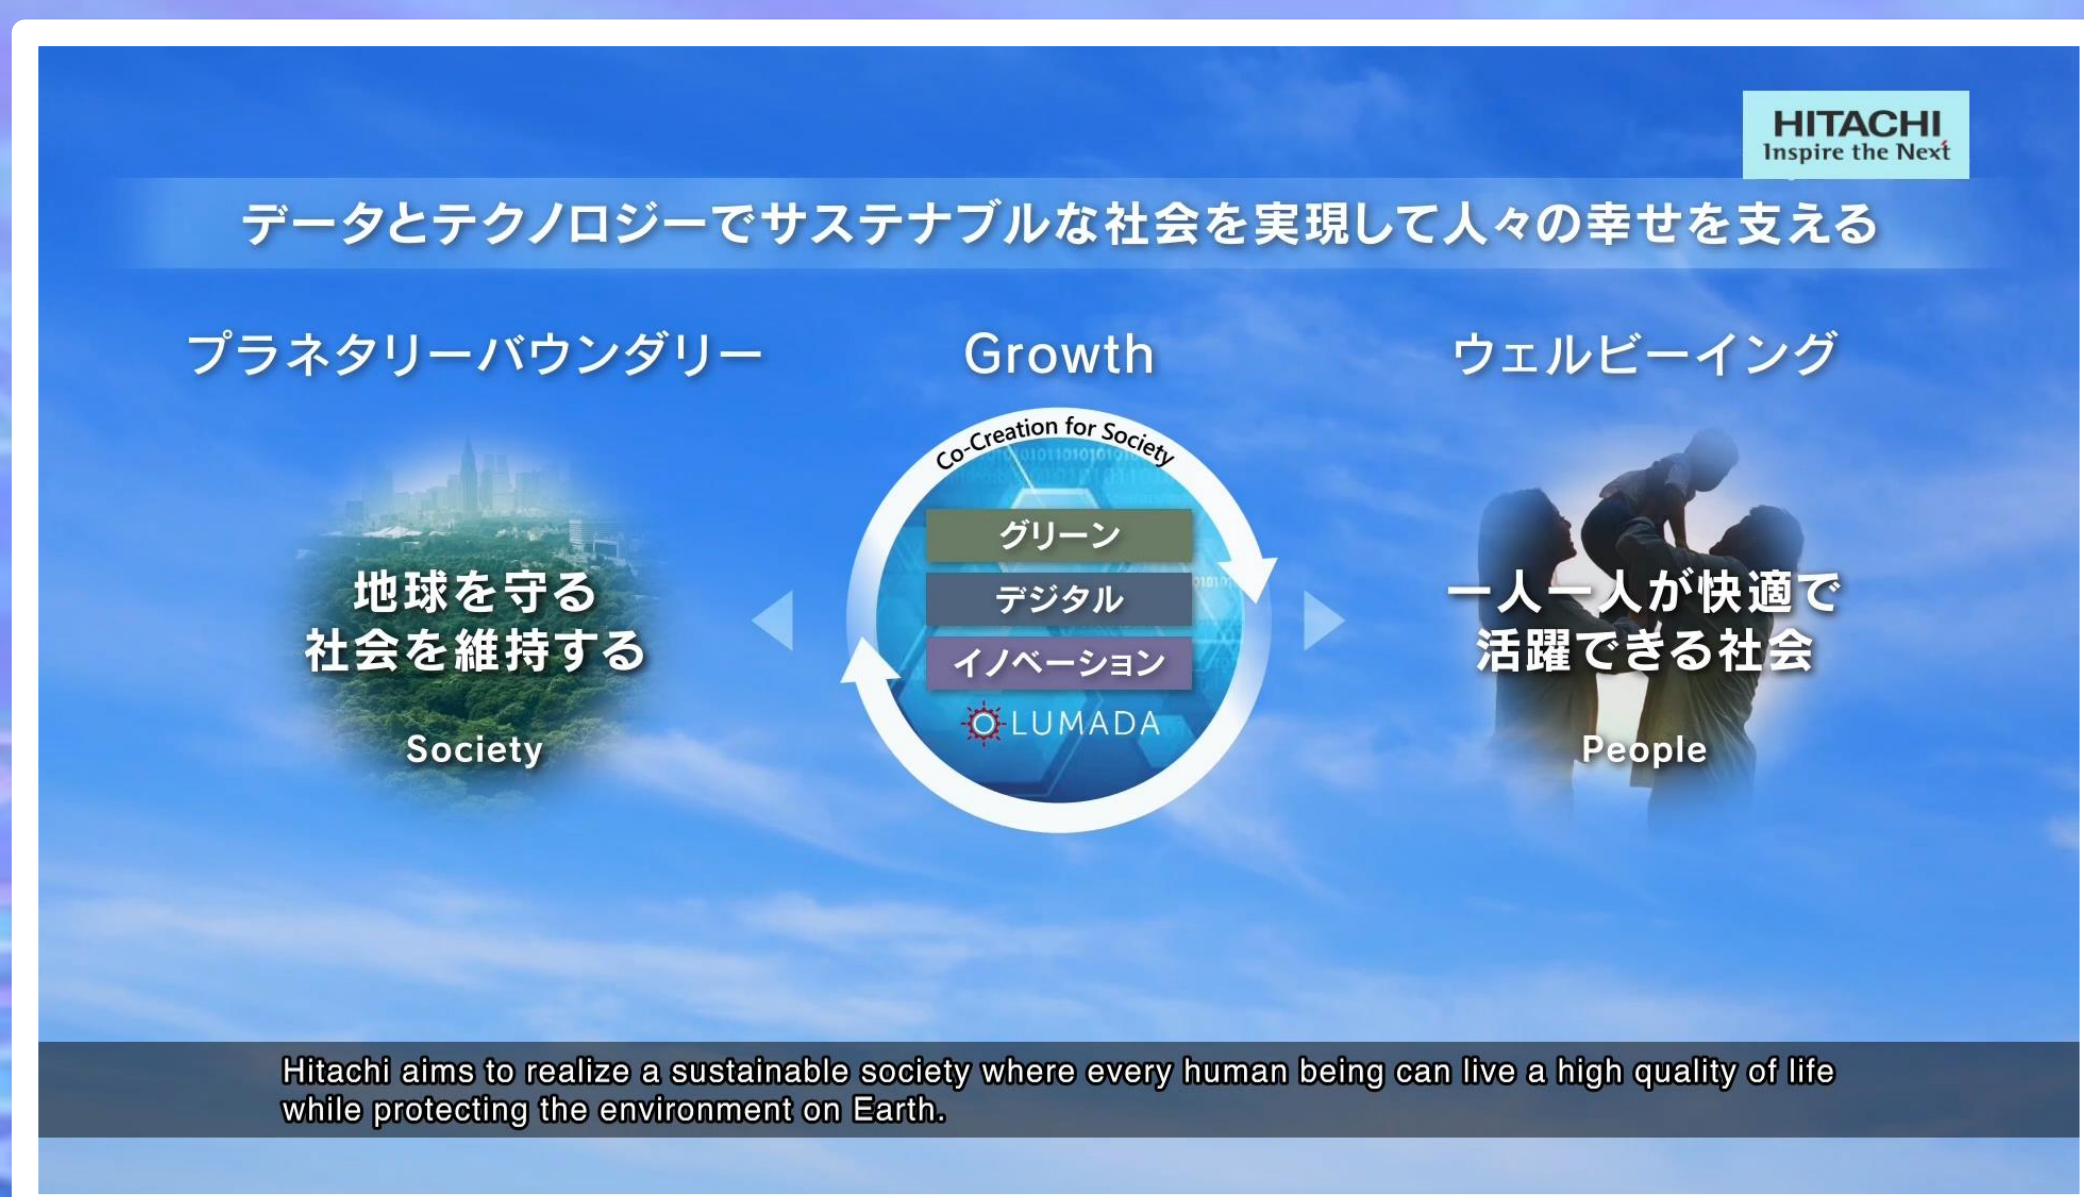 HITACHI
Inspire the Next
データとテクノロジーでサステナブルな社会を実現して人々の幸せを支える
プラネタリーバウンダリー
Growth
ウェルビーイング
Co-Creation for Society
グリーン
デジタル
イノベーション
LUMADA
地球を守る
社会を維持する
Society
一人一人が快適で
活躍できる社会
People
Hitachi aims to realize a sustainable society where every human being can live a high quality of life
while protecting the environment on Earth.